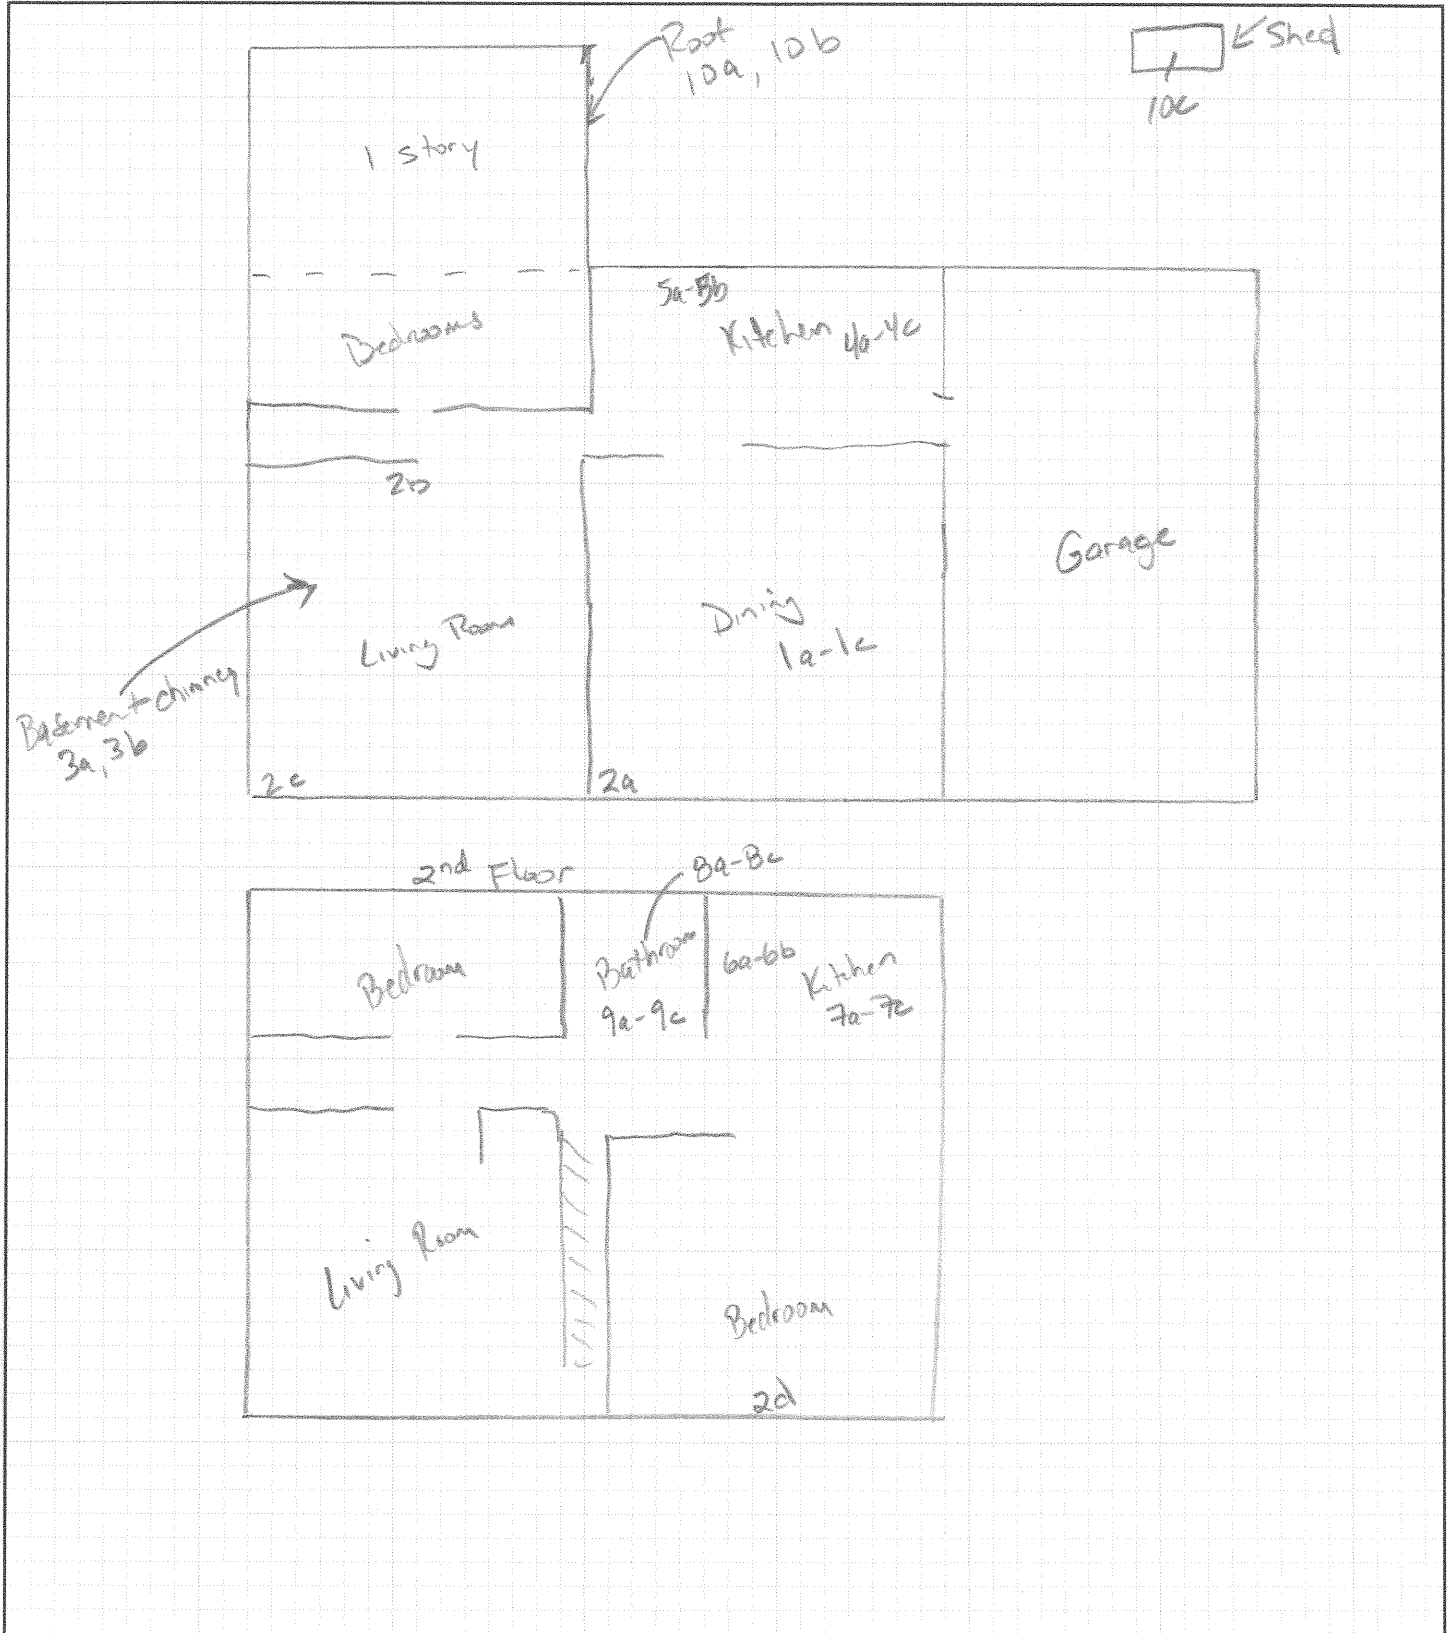 Roof
10a, 10b
Shed
10c
1 story
5a-5b
Kitchen 4a-4c
Bedrooms
2b
Garage
Dining
1a-1c
Living Room
Basement chimney
3a, 3b
2c
2a
2nd Floor
8a-8c
Bedroom
Bathroom
9a-9c
6a-6b
Kitchen
7a-7c
Living Room
Bedroom
2d